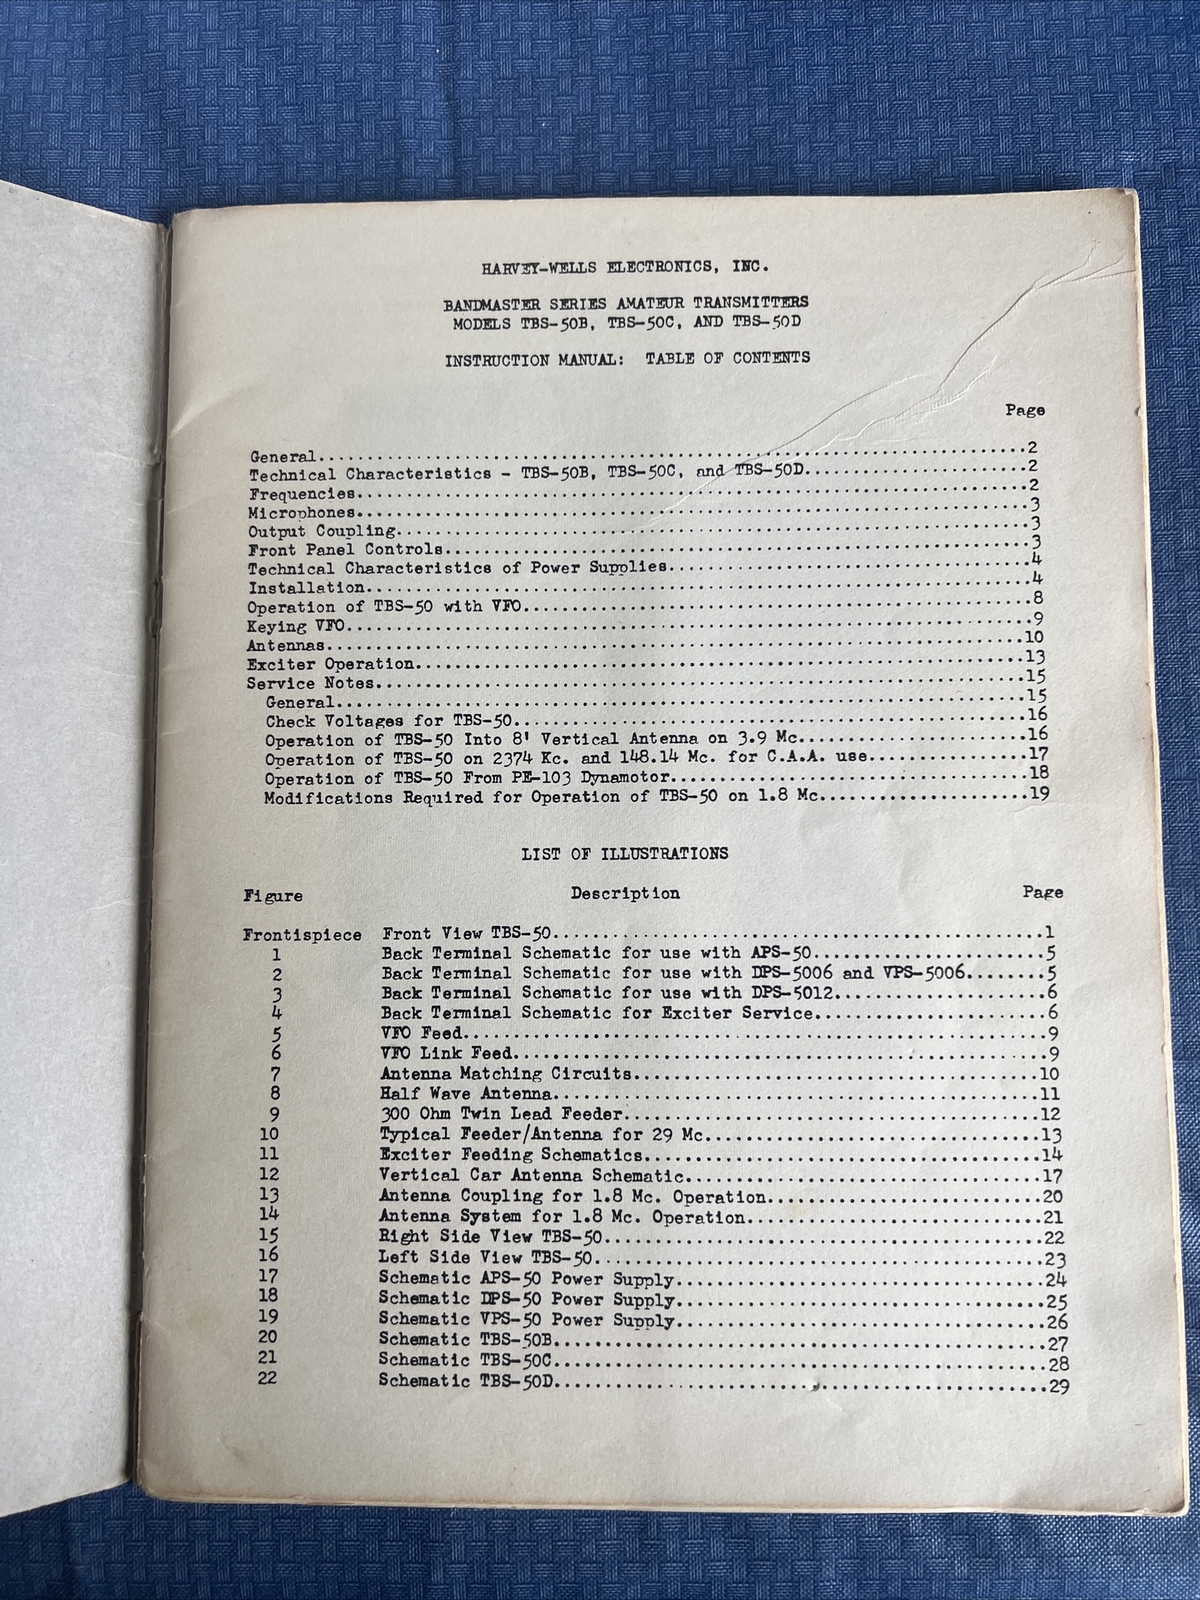 HARVEY-WELLS ELECTRONICS, INC.
BANDMASTER SERIES AMATEUR TRANSMITTERS
MODELS TBS-50B, TBS-50C, AND TBS-50D
INSTRUCTION MANUAL: TABLE OF CONTENTS
Page
General....................2
Technical Characteristics - TBS-50B, TBS-50C, and TBS-50D....................2
Frequencies....................2
Microphones....................3
Output Coupling....................3
Front Panel Controls....................3
Technical Characteristics of Power Supplies....................4
Installation....................4
Operation of TBS-50 with VFO....................8
Keying VFO....................9
Antennas....................10
Exciter Operation....................13
Service Notes....................15
General....................15
Check Voltages for TBS-50....................16
Operation of TBS-50 Into 8' Vertical Antenna on 3.9 Mc....................16
Operation of TBS-50 on 2374 Kc. and 148.14 Mc. for C.A.A. use....................17
Operation of TBS-50 From PE-103 Dynamotor....................18
Modifications Required for Operation of TBS-50 on 1.8 Mc....................19
LIST OF ILLUSTRATIONS
Figure Description Page
Frontispiece Front View TBS-50....................1
1 Back Terminal Schematic for use with APS-50....................5
2 Back Terminal Schematic for use with DPS-5006 and VPS-5006........5
3 Back Terminal Schematic for use with DPS-5012....................6
4 Back Terminal Schematic for Exciter Service....................6
5 VFO Feed....................9
6 VFO Link Feed....................9
7 Antenna Matching Circuits....................10
8 Half Wave Antenna....................11
9 300 Ohm Twin Lead Feeder....................12
10 Typical Feeder/Antenna for 29 Mc....................13
11 Exciter Feeding Schematics....................14
12 Vertical Car Antenna Schematic....................17
13 Antenna Coupling for 1.8 Mc. Operation....................20
14 Antenna System for 1.8 Mc. Operation....................21
15 Right Side View TBS-50....................22
16 Left Side View TBS-50....................23
17 Schematic APS-50 Power Supply....................24
18 Schematic DPS-50 Power Supply....................25
19 Schematic VPS-50 Power Supply....................26
20 Schematic TBS-50B....................27
21 Schematic TBS-50C....................28
22 Schematic TBS-50D....................29